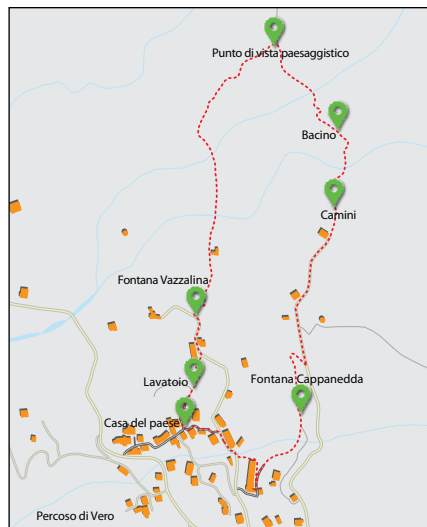 Punto di vista paesaggistico
Bacino
Camini
Fontana Vazzalina
Lavatoio
Fontana Cappanedda
Casa del paese
Percoso di Vero